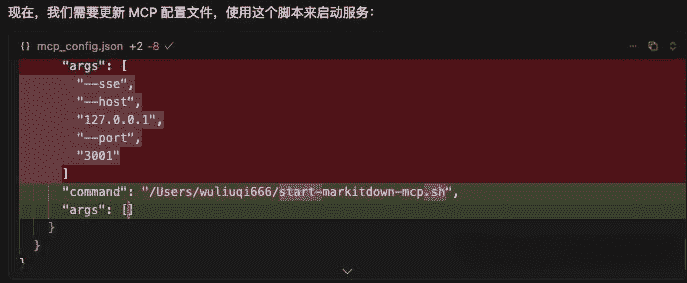 现在，我们需要更新 MCP 配置文件，使用这个脚本来启动服务：
{} mcp_config.json +2 -8 ✓
"args": [
"--sse",
"--host",
"127.0.0.1",
"--port",
"3001"
]
"command": "/Users/wuliuqi666/start-markitdown-mcp.sh",
"args": []
}
}
}